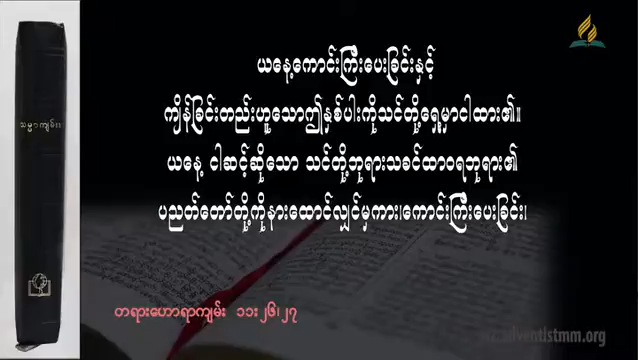 သမ္မာကျမ်း
ယနေ့ကောင်းကြီးပေးခြင်းနှင့်
ကျိန်ခြင်းတည်းဟူသောဤနှစ်ပါးကိုသင်တို့ရှေ့မှာငါထား၏။
ယနေ့ ငါဆင့်ဆိုသော သင်တို့ဘုရားသခင်ထာဝရဘုရား၏
ပညတ်တော်တို့ကိုနားထောင်လျှင်မူကား၊ကောင်းကြီးပေးခြင်း၊
တရားဟောရာကျမ်း ၁၁း၂၆၊၂၇
adventistmm.org